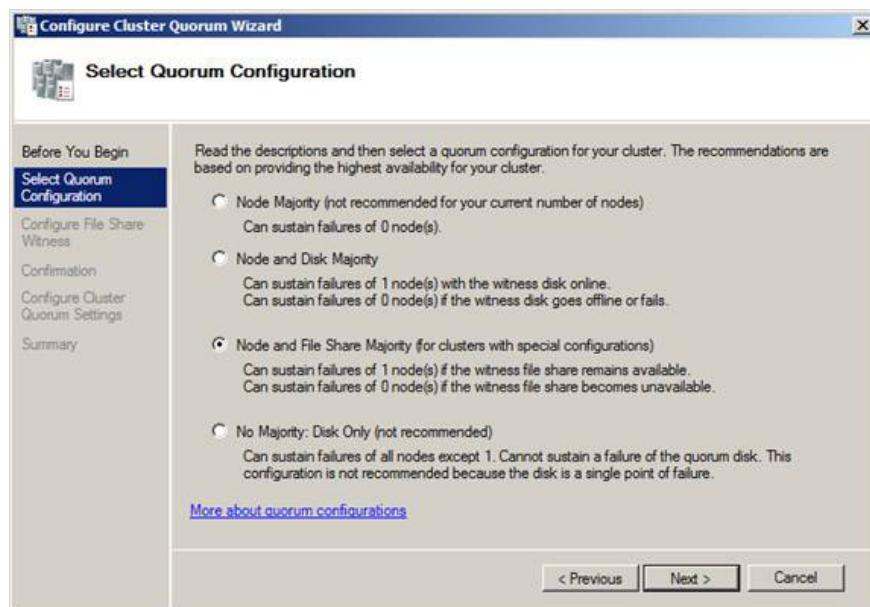 Configure Cluster Quorum Wizard
Select Quorum Configuration
Before You Begin
Select Quorum
Configuration
Configure File Share
Witness
Confirmation
Configure Cluster
Quorum Settings
Summary
Read the descriptions and then select a quorum configuration for your cluster. The recommendations are
based on providing the highest availability for your cluster.
Node Majority (not recommended for your current number of nodes)
Can sustain failures of 0 node(s).
Node and Disk Majority
Can sustain failures of 1 node(s) with the witness disk online.
Can sustain failures of 0 node(s) if the witness disk goes offline or fails.
Node and File Share Majority (for clusters with special configurations)
Can sustain failures of 1 node(s) if the witness file share remains available.
Can sustain failures of 0 node(s) if the witness file share becomes unavailable.
No Majority: Disk Only (not recommended)
Can sustain failures of all nodes except 1. Cannot sustain a failure of the quorum disk. This
configuration is not recommended because the disk is a single point of failure.
More about quorum configurations
< Previous
Next >
Cancel